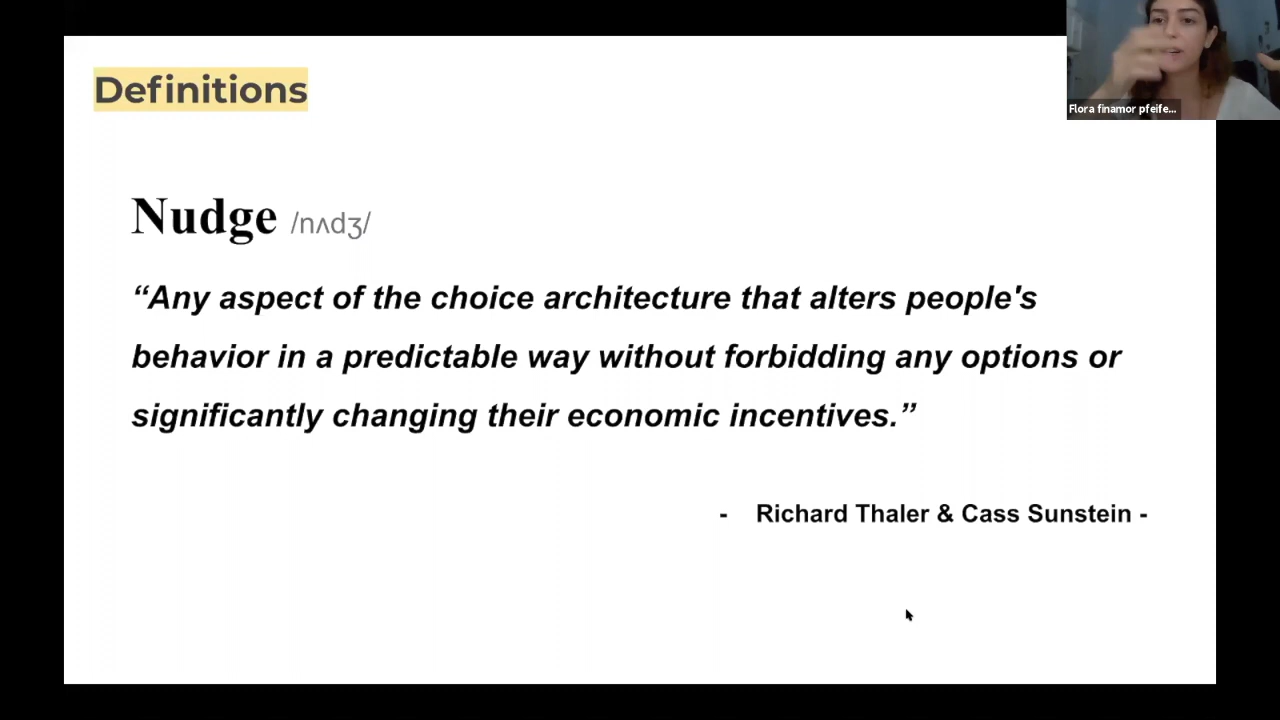 Definitions
Flora finamor pfeife...
Nudge /nʌdʒ/
“Any aspect of the choice architecture that alters people's
behavior in a predictable way without forbidding any options or
significantly changing their economic incentives.”
- Richard Thaler & Cass Sunstein -